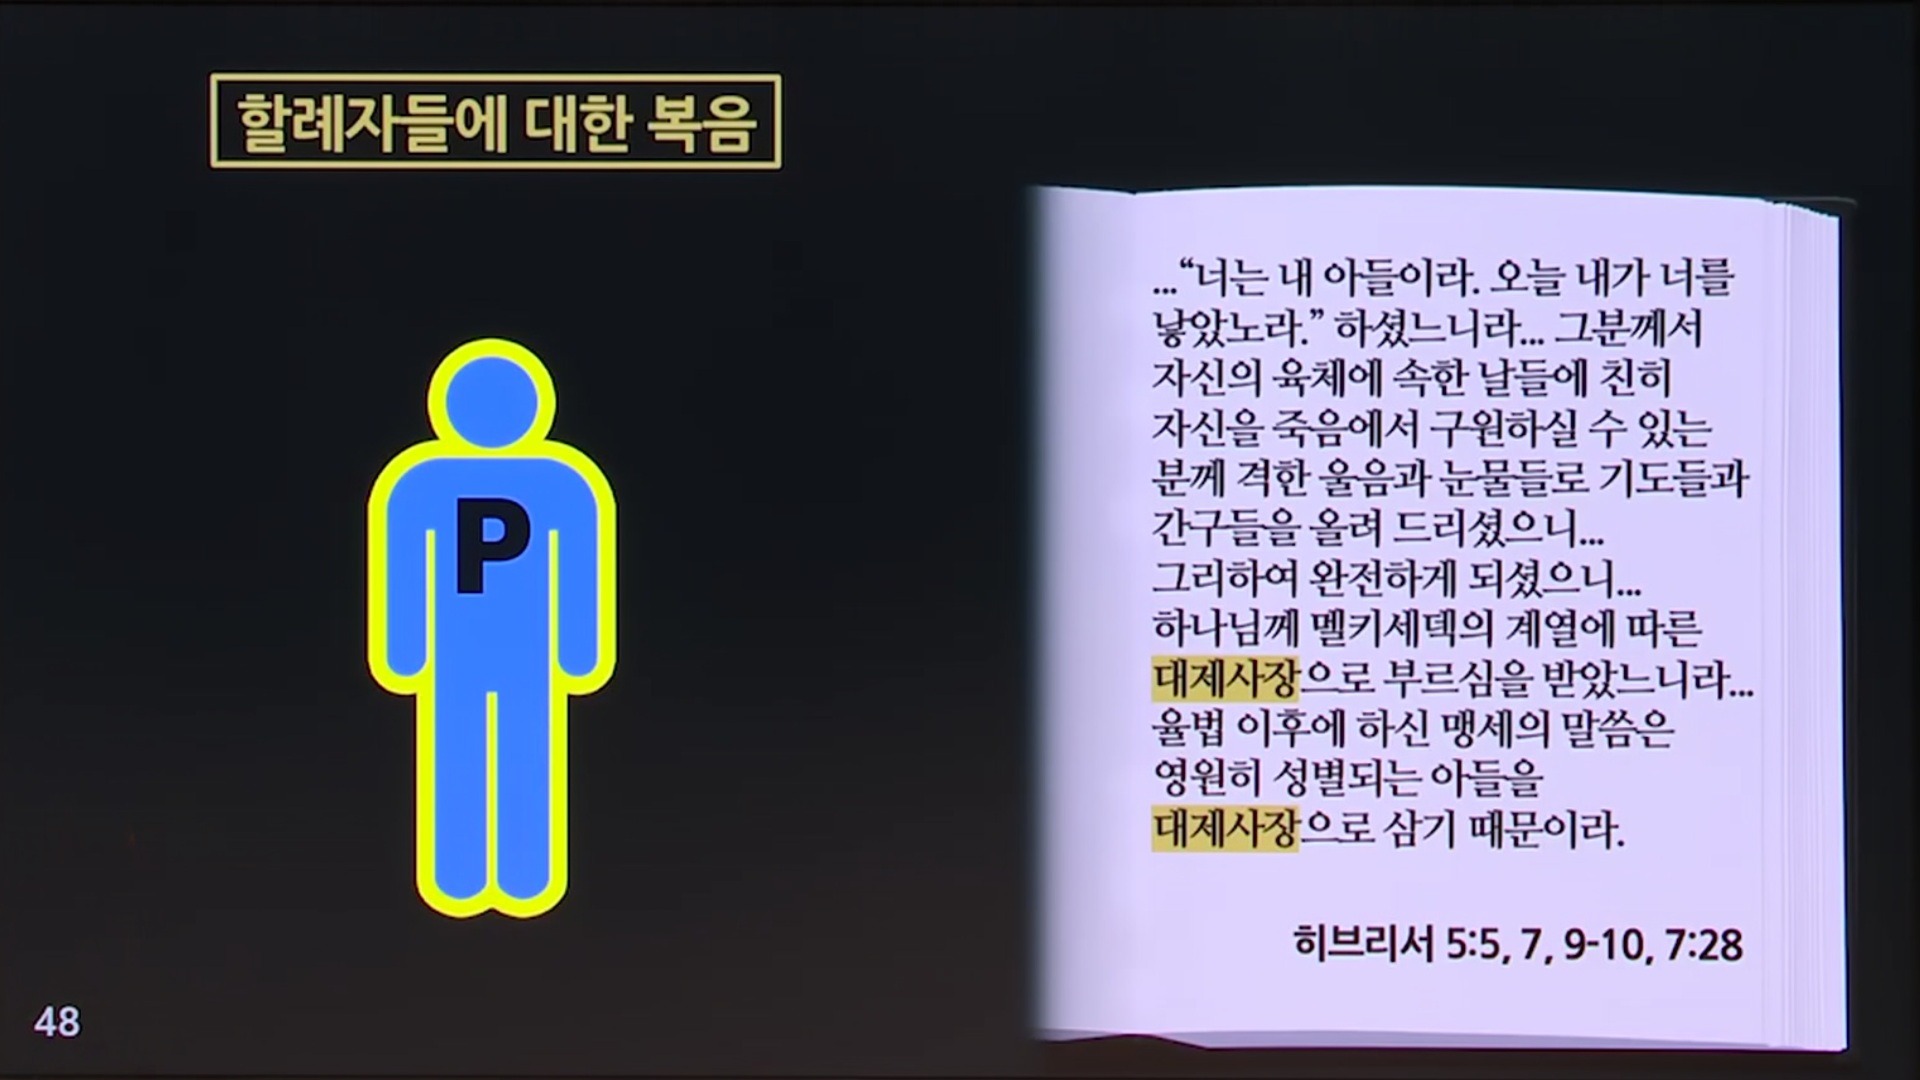 할례자들에 대한 복음
P
...“너는 내 아들이라. 오늘 내가 너를
낳았노라.” 하셨느니라... 그분께서
자신의 육체에 속한 날들에 친히
자신을 죽음에서 구원하실 수 있는
분께 격한 울음과 눈물들로 기도들과
간구들을 올려 드리셨으니...
그리하여 완전하게 되셨으니...
하나님께 멜키세덱의 계열에 따른
대제사장으로 부르심을 받았느니라...
율법 이후에 하신 맹세의 말씀은
영원히 성별되는 아들을
대제사장으로 삼기 때문이라.
히브리서 5:5, 7, 9-10, 7:28
48